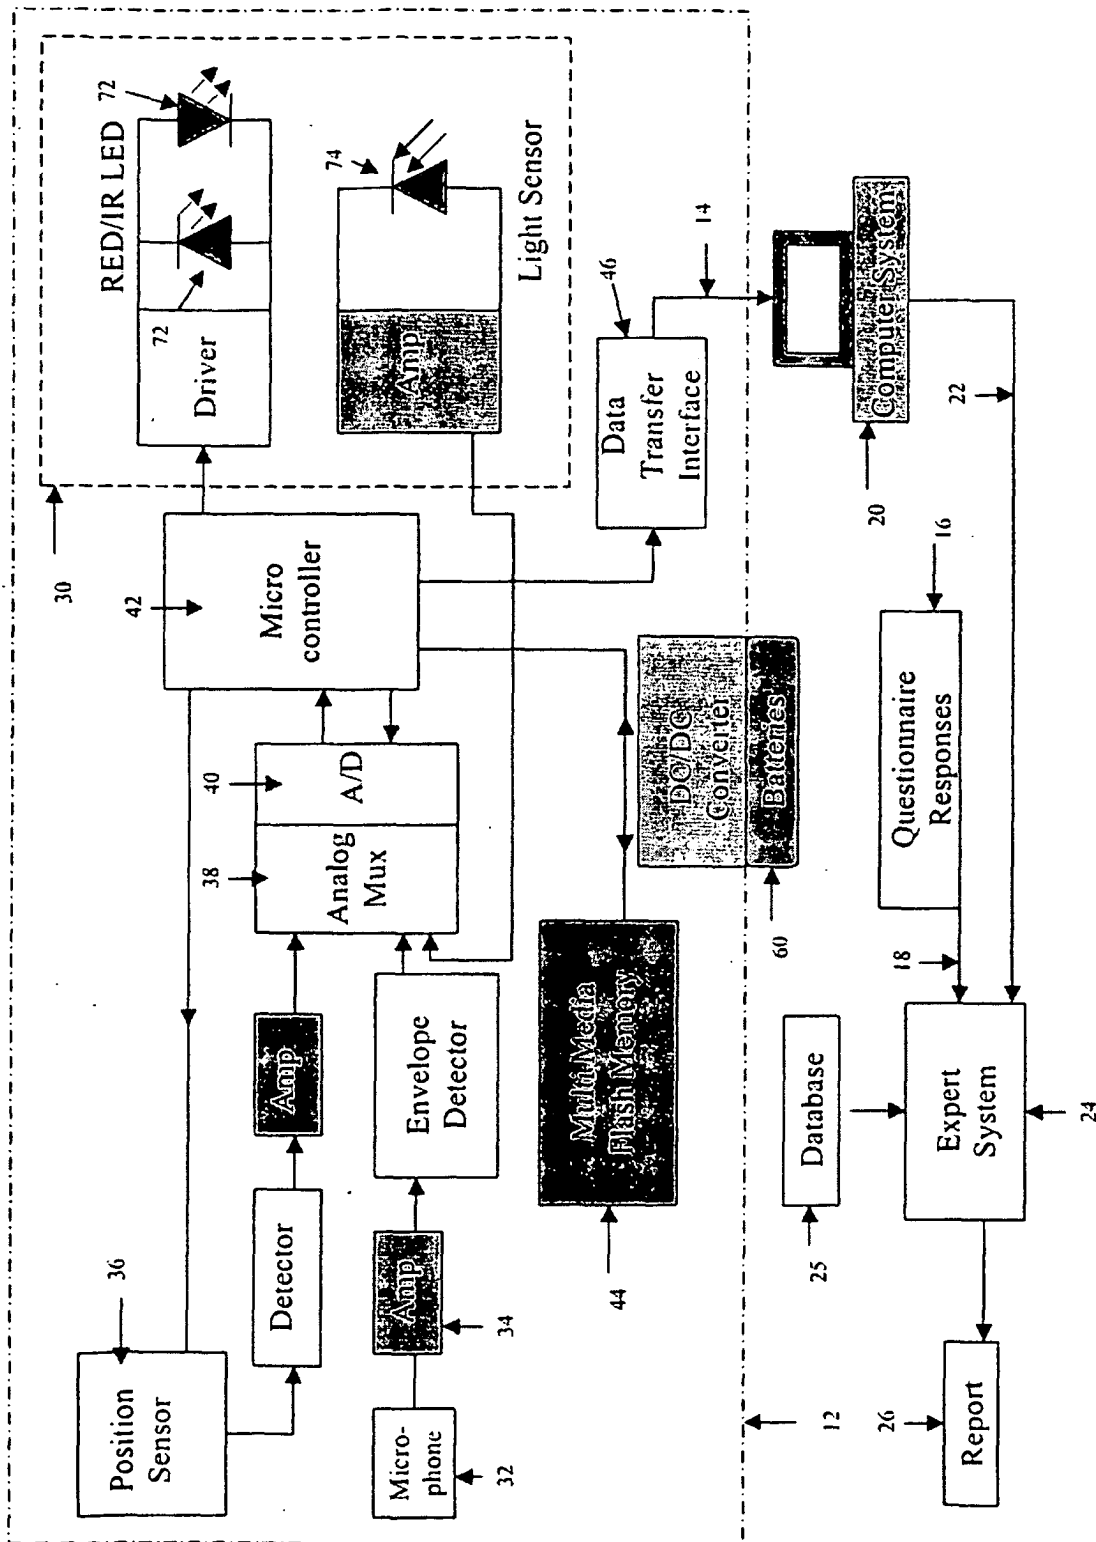 Position
Sensor
36
Detector
Amp
Micro-
phone
32
Amp
34
Envelope
Detector
Analog
Mux
38
A/D
40
Micro
controller
42
30
Driver
72
RED/IR LED
72
Amp
74
Light Sensor
Multi Media
Flash Memory
44
DC/DC
Converter
Batteries
60
Data
Transfer
Interface
46
14
12
Computer System
20
22
Questionnaire
Responses
16
18
Database
25
Expert
System
24
Report
26